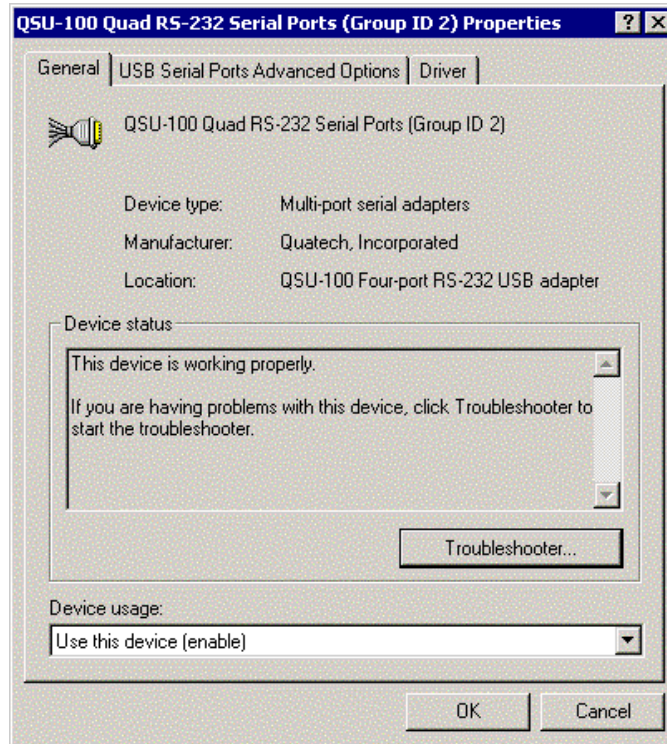 QSU-100 Quad RS-232 Serial Ports (Group ID 2) Properties ? X
General USB Serial Ports Advanced Options Driver
QSU-100 Quad RS-232 Serial Ports (Group ID 2)
Device type: Multi-port serial adapters
Manufacturer: Quatech, Incorporated
Location: QSU-100 Four-port RS-232 USB adapter
Device status
This device is working properly.
If you are having problems with this device, click Troubleshooter to
start the troubleshooter.
Troubleshooter...
Device usage:
Use this device (enable)
OK Cancel